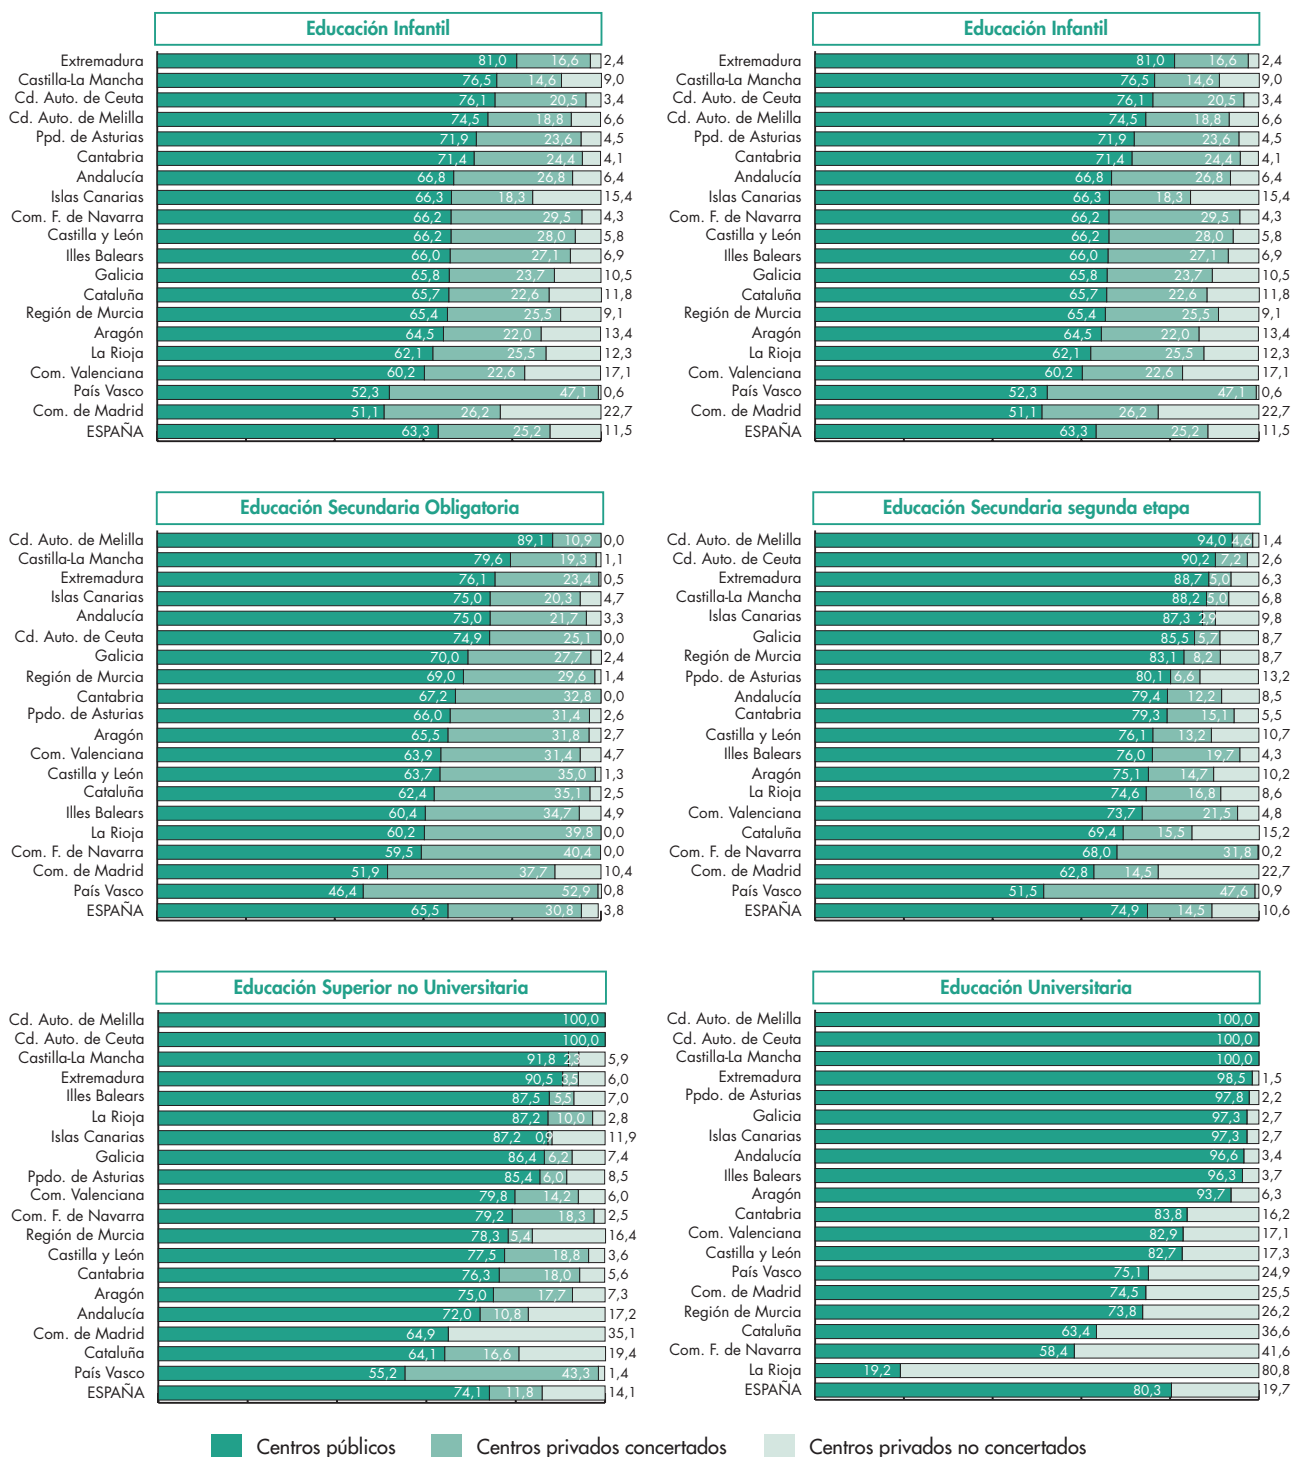 Educación Infantil
Extremadura 81,0 16,6 2,4
Castilla-La Mancha 76,5 14,6 9,0
Cd. Auto. de Ceuta 76,1 20,5 3,4
Cd. Auto. de Melilla 74,5 18,8 6,6
Ppd. de Asturias 71,9 23,6 4,5
Cantabria 71,4 24,4 4,1
Andalucía 66,8 26,8 6,4
Islas Canarias 66,3 18,3 15,4
Com. F. de Navarra 66,2 29,5 4,3
Castilla y León 66,2 28,0 5,8
Illes Balears 66,0 27,1 6,9
Galicia 65,8 23,7 10,5
Cataluña 65,7 22,6 11,8
Región de Murcia 65,4 25,5 9,1
Aragón 64,5 22,0 13,4
La Rioja 62,1 25,5 12,3
Com. Valenciana 60,2 22,6 17,1
País Vasco 52,3 47,1 0,6
Com. de Madrid 51,1 26,2 22,7
ESPAÑA 63,3 25,2 11,5
Educación Infantil
Extremadura 81,0 16,6 2,4
Castilla-La Mancha 76,5 14,6 9,0
Cd. Auto. de Ceuta 76,1 20,5 3,4
Cd. Auto. de Melilla 74,5 18,8 6,6
Ppd. de Asturias 71,9 23,6 4,5
Cantabria 71,4 24,4 4,1
Andalucía 66,8 26,8 6,4
Islas Canarias 66,3 18,3 15,4
Com. F. de Navarra 66,2 29,5 4,3
Castilla y León 66,2 28,0 5,8
Illes Balears 66,0 27,1 6,9
Galicia 65,8 23,7 10,5
Cataluña 65,7 22,6 11,8
Región de Murcia 65,4 25,5 9,1
Aragón 64,5 22,0 13,4
La Rioja 62,1 25,5 12,3
Com. Valenciana 60,2 22,6 17,1
País Vasco 52,3 47,1 0,6
Com. de Madrid 51,1 26,2 22,7
ESPAÑA 63,3 25,2 11,5
Educación Secundaria Obligatoria
Cd. Auto. de Melilla 89,1 10,9 0,0
Castilla-La Mancha 79,6 19,3 1,1
Extremadura 76,1 23,4 0,5
Islas Canarias 75,0 20,3 4,7
Andalucía 75,0 21,7 3,3
Cd. Auto. de Ceuta 74,9 25,1 0,0
Galicia 70,0 27,7 2,4
Región de Murcia 69,0 29,6 1,4
Cantabria 67,2 32,8 0,0
Ppdo. de Asturias 66,0 31,4 2,6
Aragón 65,5 31,8 2,7
Com. Valenciana 63,9 31,4 4,7
Castilla y León 63,7 35,0 1,3
Cataluña 62,4 35,1 2,5
Illes Balears 60,4 34,7 4,9
La Rioja 60,2 39,8 0,0
Com. F. de Navarra 59,5 40,4 0,0
Com. de Madrid 51,9 37,7 10,4
País Vasco 46,4 52,9 0,8
ESPAÑA 65,5 30,8 3,8
Educación Secundaria segunda etapa
Cd. Auto. de Melilla 94,0 4,6 1,4
Cd. Auto. de Ceuta 90,2 7,2 2,6
Extremadura 88,7 5,0 6,3
Castilla-La Mancha 88,2 5,0 6,8
Islas Canarias 87,3 2,9 9,8
Galicia 85,5 5,7 8,7
Región de Murcia 83,1 8,2 8,7
Ppdo. de Asturias 80,1 6,6 13,2
Andalucía 79,4 12,2 8,5
Cantabria 79,3 15,1 5,5
Castilla y León 76,1 13,2 10,7
Illes Balears 76,0 19,7 4,3
Aragón 75,1 14,7 10,2
La Rioja 74,6 16,8 8,6
Com. Valenciana 73,7 21,5 4,8
Cataluña 69,4 15,5 15,2
Com. F. de Navarra 68,0 31,8 0,2
Com. de Madrid 62,8 14,5 22,7
País Vasco 51,5 47,6 0,9
ESPAÑA 74,9 14,5 10,6
Educación Superior no Universitaria
Cd. Auto. de Melilla 100,0
Cd. Auto. de Ceuta 100,0
Castilla-La Mancha 91,8 2,3 5,9
Extremadura 90,5 3,5 6,0
Illes Balears 87,5 5,5 7,0
La Rioja 87,2 10,0 2,8
Islas Canarias 87,2 0,9 11,9
Galicia 86,4 6,2 7,4
Ppdo. de Asturias 85,4 6,0 8,5
Com. Valenciana 79,8 14,2 6,0
Com. F. de Navarra 79,2 18,3 2,5
Región de Murcia 78,3 5,4 16,4
Castilla y León 77,5 18,8 3,6
Cantabria 76,3 18,0 5,6
Aragón 75,0 17,7 7,3
Andalucía 72,0 10,8 17,2
Com. de Madrid 64,9 35,1
Cataluña 64,1 16,6 19,4
País Vasco 55,2 43,3 1,4
ESPAÑA 74,1 11,8 14,1
Educación Universitaria
Cd. Auto. de Melilla 100,0
Cd. Auto. de Ceuta 100,0
Castilla-La Mancha 100,0
Extremadura 98,5 1,5
Ppdo. de Asturias 97,8 2,2
Galicia 97,3 2,7
Islas Canarias 97,3 2,7
Andalucía 96,6 3,4
Illes Balears 96,3 3,7
Aragón 93,7 6,3
Cantabria 83,8 16,2
Com. Valenciana 82,9 17,1
Castilla y León 82,7 17,3
País Vasco 75,1 24,9
Com. de Madrid 74,5 25,5
Región de Murcia 73,8 26,2
Cataluña 63,4 36,6
Com. F. de Navarra 58,4 41,6
La Rioja 19,2 80,8
ESPAÑA 80,3 19,7
Centros públicos Centros privados concertados Centros privados no concertados